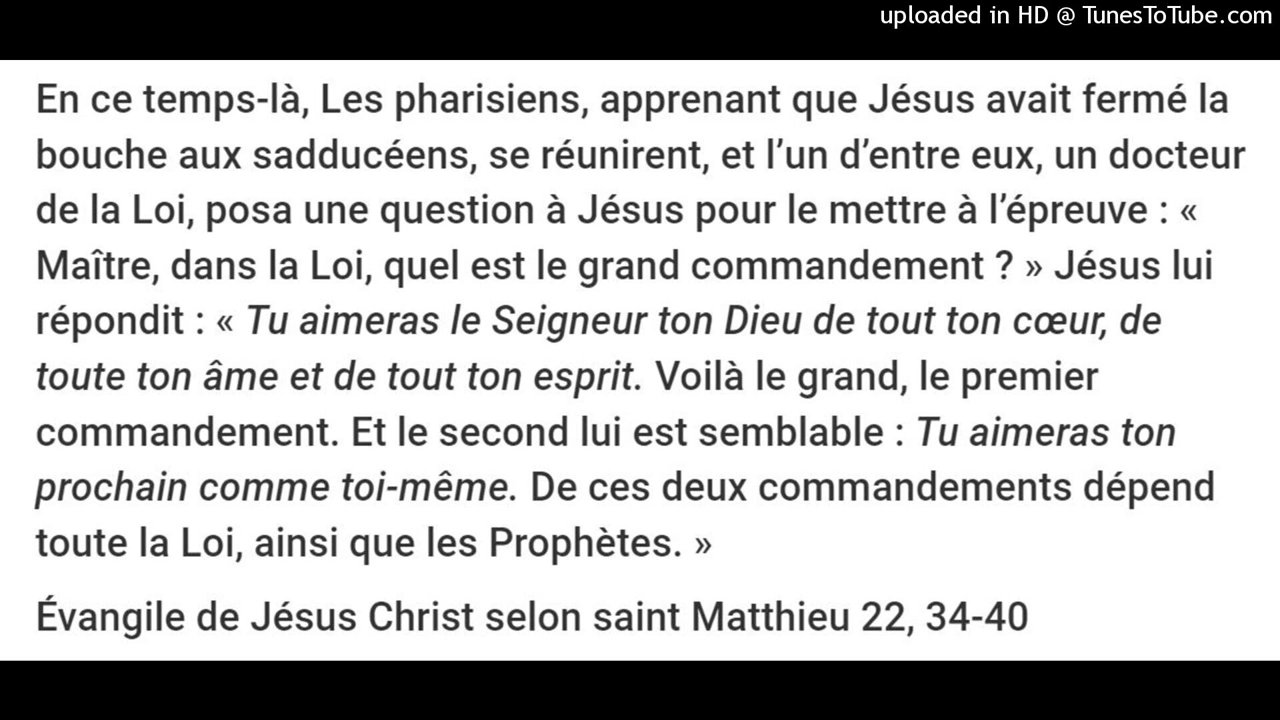 uploaded in HD @ TunesToTube.com
En ce temps-là, Les pharisiens, apprenant que Jésus avait fermé la
bouche aux sadducéens, se réunirent, et l’un d’entre eux, un docteur
de la Loi, posa une question à Jésus pour le mettre à l’épreuve : «
Maître, dans la Loi, quel est le grand commandement ? » Jésus lui
répondit : « Tu aimeras le Seigneur ton Dieu de tout ton cœur, de
toute ton âme et de tout ton esprit. Voilà le grand, le premier
commandement. Et le second lui est semblable : Tu aimeras ton
prochain comme toi-même. De ces deux commandements dépend
toute la Loi, ainsi que les Prophètes. »
Évangile de Jésus Christ selon saint Matthieu 22, 34-40